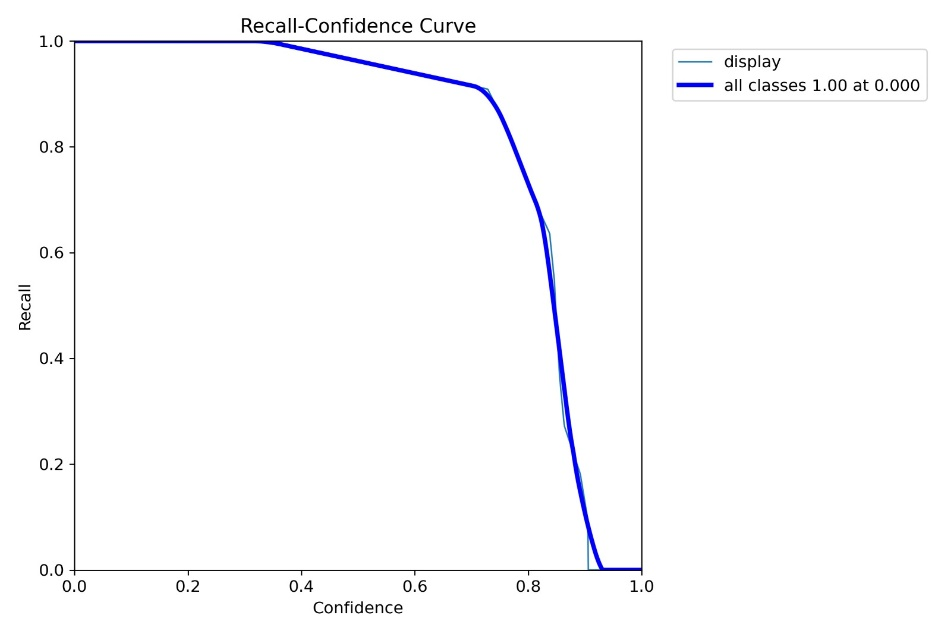 Recall-Confidence Curve
display
all classes 1.00 at 0.000
1.0
0.8
0.6
0.4
0.2
0.0
Recall
0.0 0.2 0.4 0.6 0.8 1.0
Confidence